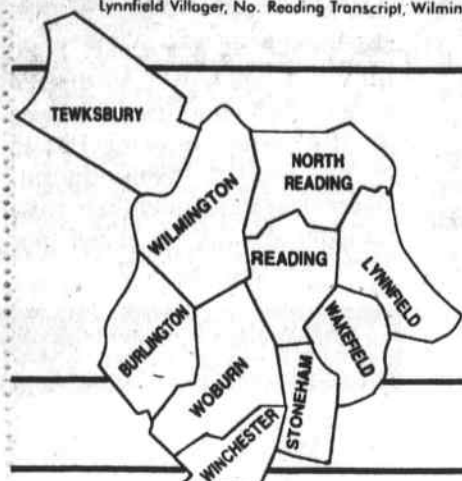 Lynnfield Villager, No. Reading Transcript, Wilmin
TEWKSBURY
NORTH
READING
WILMINGTON
READING
LYNNFIELD
BURLINGTON
WAKEFIELD
WOBURN
STONEHAM
WINCHESTER